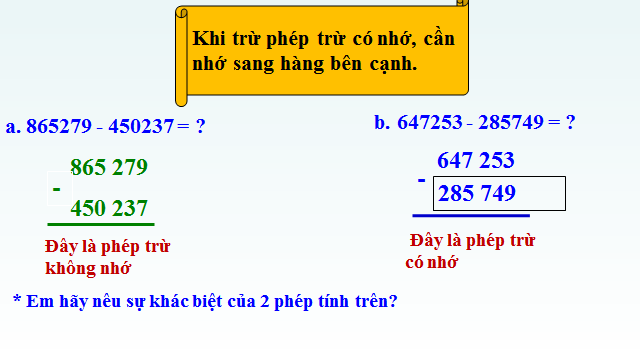 Khi trừ phép trừ có nhớ, cần
nhớ sang hàng bên cạnh.
a. 865279 - 450237 = ?
b. 647253 - 285749 = ?
865 279
-
450 237
647 253
-
285 749
Đây là phép trừ
không nhớ
Đây là phép trừ
có nhớ
* Em hãy nêu sự khác biệt của 2 phép tính trên?